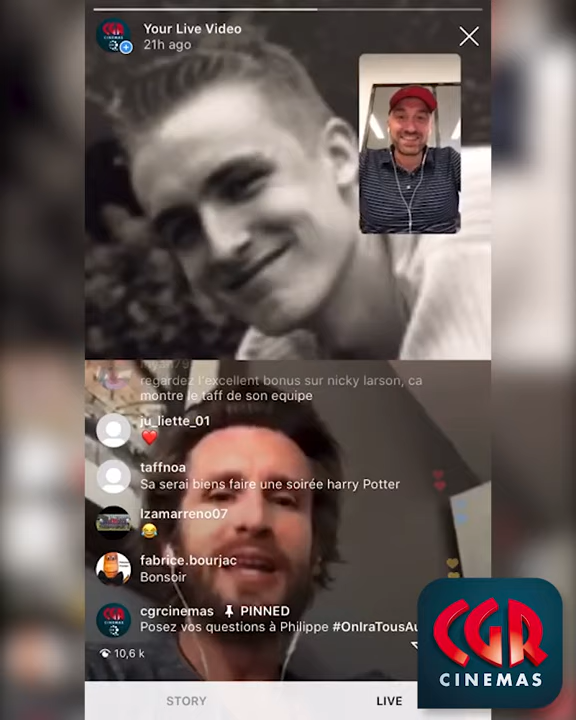 CGR
Your Live Video
21h ago
regardez l'excellent bonus sur nicky larson, ca
montre le taff de son equipe
ju_liette_01
❤️
taffnoa
Sa serai biens faire une soirée harry Potter
lzamarreno07
😂
fabrice.bourjac
Bonsoir
cgrcinemas PINNED
Posez vos questions à Philippe #OnIraTousAu
10,6 k
STORY
LIVE
CGR
CINEMAS